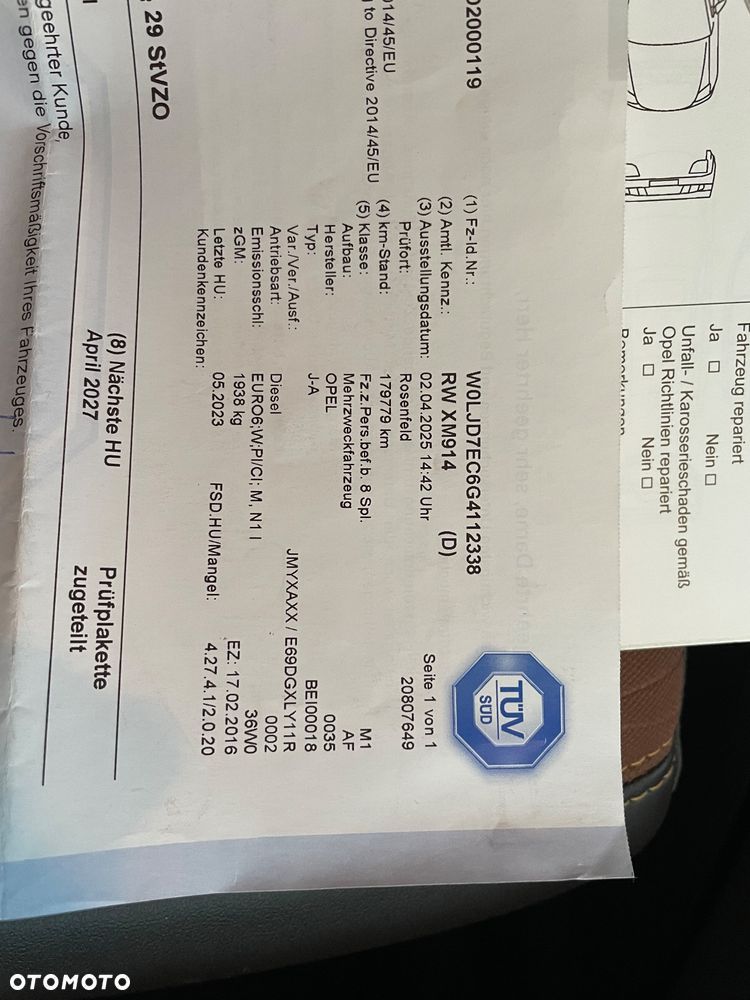 Fahrzeug repariert
Ja ☐ Nein ☐
Unfall- / Karosserieschaden gemäß
Opel Richtlinien repariert
Ja ☐ Nein ☐
02000119
014/45/EU
to Directive 2014/45/EU
TÜV
SÜD
Seite 1 von 1
20807649
(1) Fz-Id.Nr.: W0LJD7EC6G4112338
(2) Amtl. Kennz.: RW XM914 (D)
(3) Ausstellungsdatum: 02.04.2025 14:42 Uhr
Prüfort: Rosenfeld
(4) km-Stand: 179779 km
(5) Klasse: Fz.z.Pers.bef.b. 8 Spl. M1
Aufbau: Mehrzweckfahrzeug AF
Hersteller: OPEL 0035
Typ: J-A BEI00018
Var./Ver./Ausf.: JMYXAXX / E69DGXLY11R
Antriebsart: Diesel 0002
Emissionsschl: EURO6;W;PI/CI; M, N1 I 36W0
zGM: 1938 kg EZ: 17.02.2016
Letzte HU: 05.2023 FSD.HU/Mangel: 4.27.4.1/2.0.20
Kundenkennzeichen:
29 StVZO
(8) Nächste HU
April 2027
Prüfplakette
zugeteilt
geehrter Kunde,
en gegen die Vorschriftsmäßigkeit Ihres Fahrzeuges.
OTOMOTO